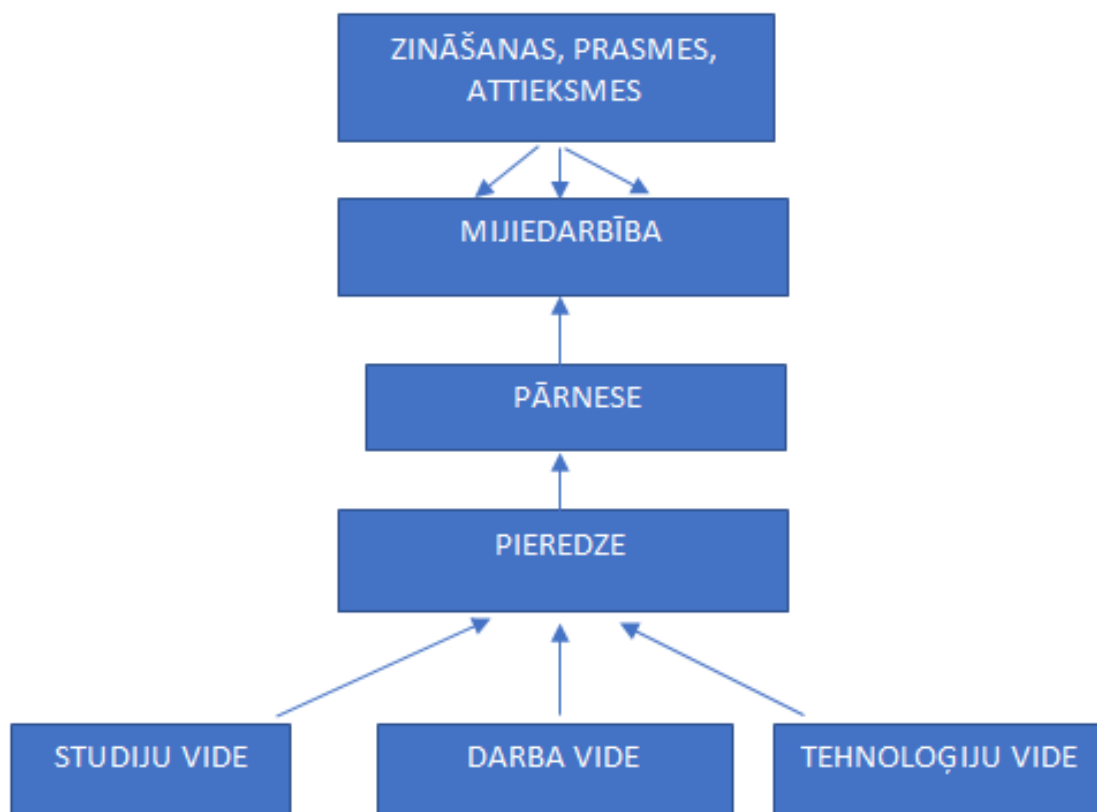 ZINĀŠANAS, PRASMES,
ATTIEKSMES
MIJIEDARBĪBA
PĀRNESE
PIEREDZE
STUDIJU VIDE
DARBA VIDE
TEHNOLOĢIJU VIDE